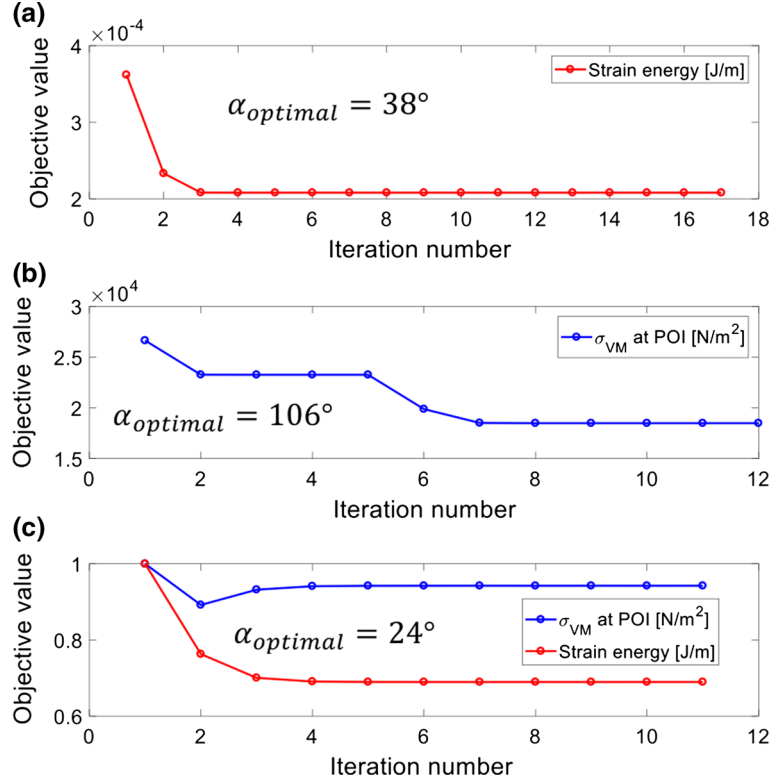 (a)
×10⁻⁴
4
3
2
Objective value
Strain energy [J/m]
α_optimal = 38°
0 2 4 6 8 10 12 14 16 18
Iteration number
(b)
×10⁴
3
2.5
2
1.5
Objective value
σ_VM at POI [N/m²]
α_optimal = 106°
0 2 4 6 8 10 12
Iteration number
(c)
1
0.8
0.6
Objective value
σ_VM at POI [N/m²]
Strain energy [J/m]
α_optimal = 24°
0 2 4 6 8 10 12
Iteration number